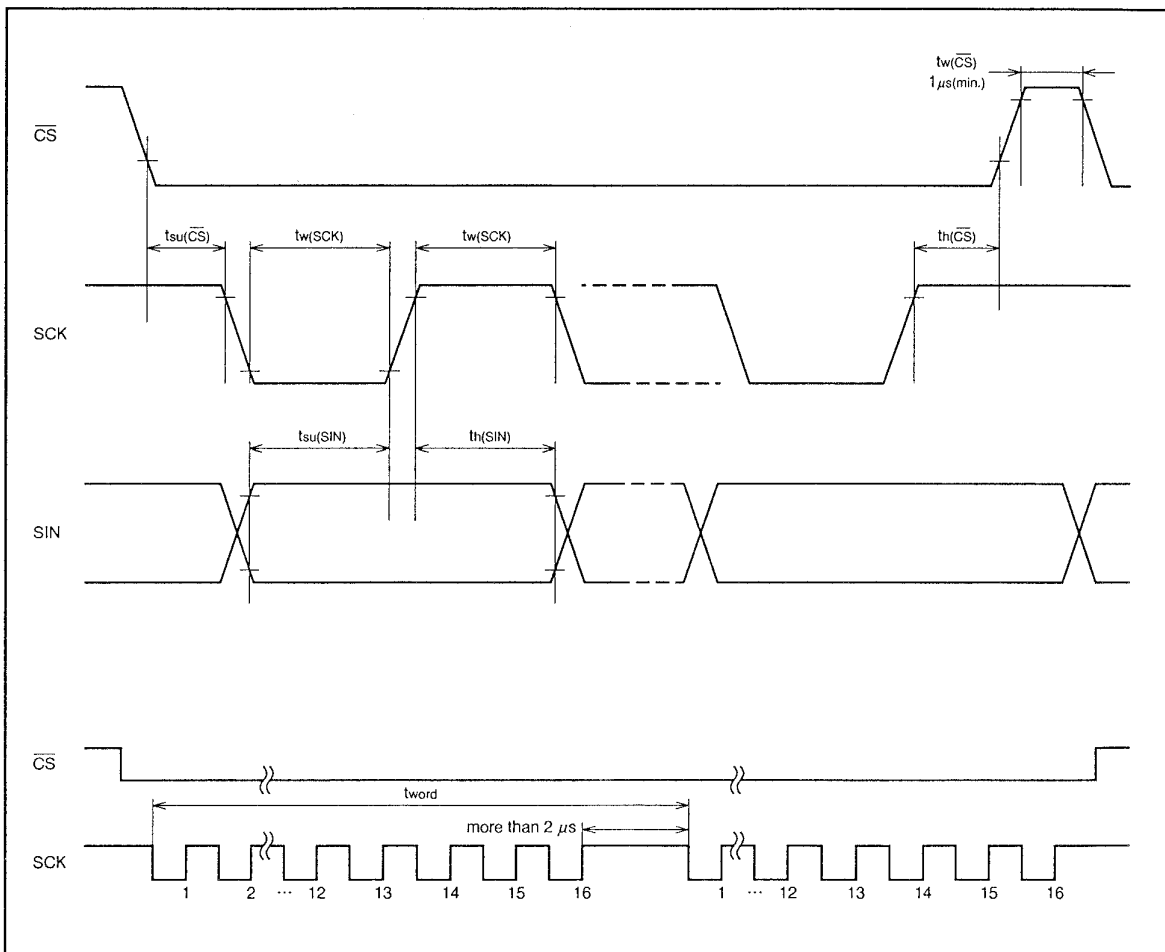 tw(CS)
1 μs(min.)
CS
tsu(CS)
tw(SCK)
tw(SCK)
th(CS)
SCK
tsu(SIN)
th(SIN)
SIN
CS
tword
more than 2 μs
SCK
1 2 ... 12 13 14 15 16 1 ... 12 13 14 15 16